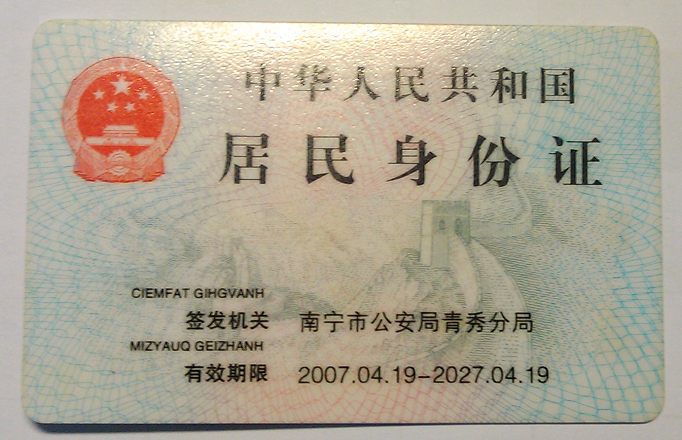 中华人民共和国
居民身份证
CIEMFAT GIHGVANH
签发机关 南宁市公安局青秀分局
MIZYAUQ GEIZHANH
有效期限 2007.04.19-2027.04.19